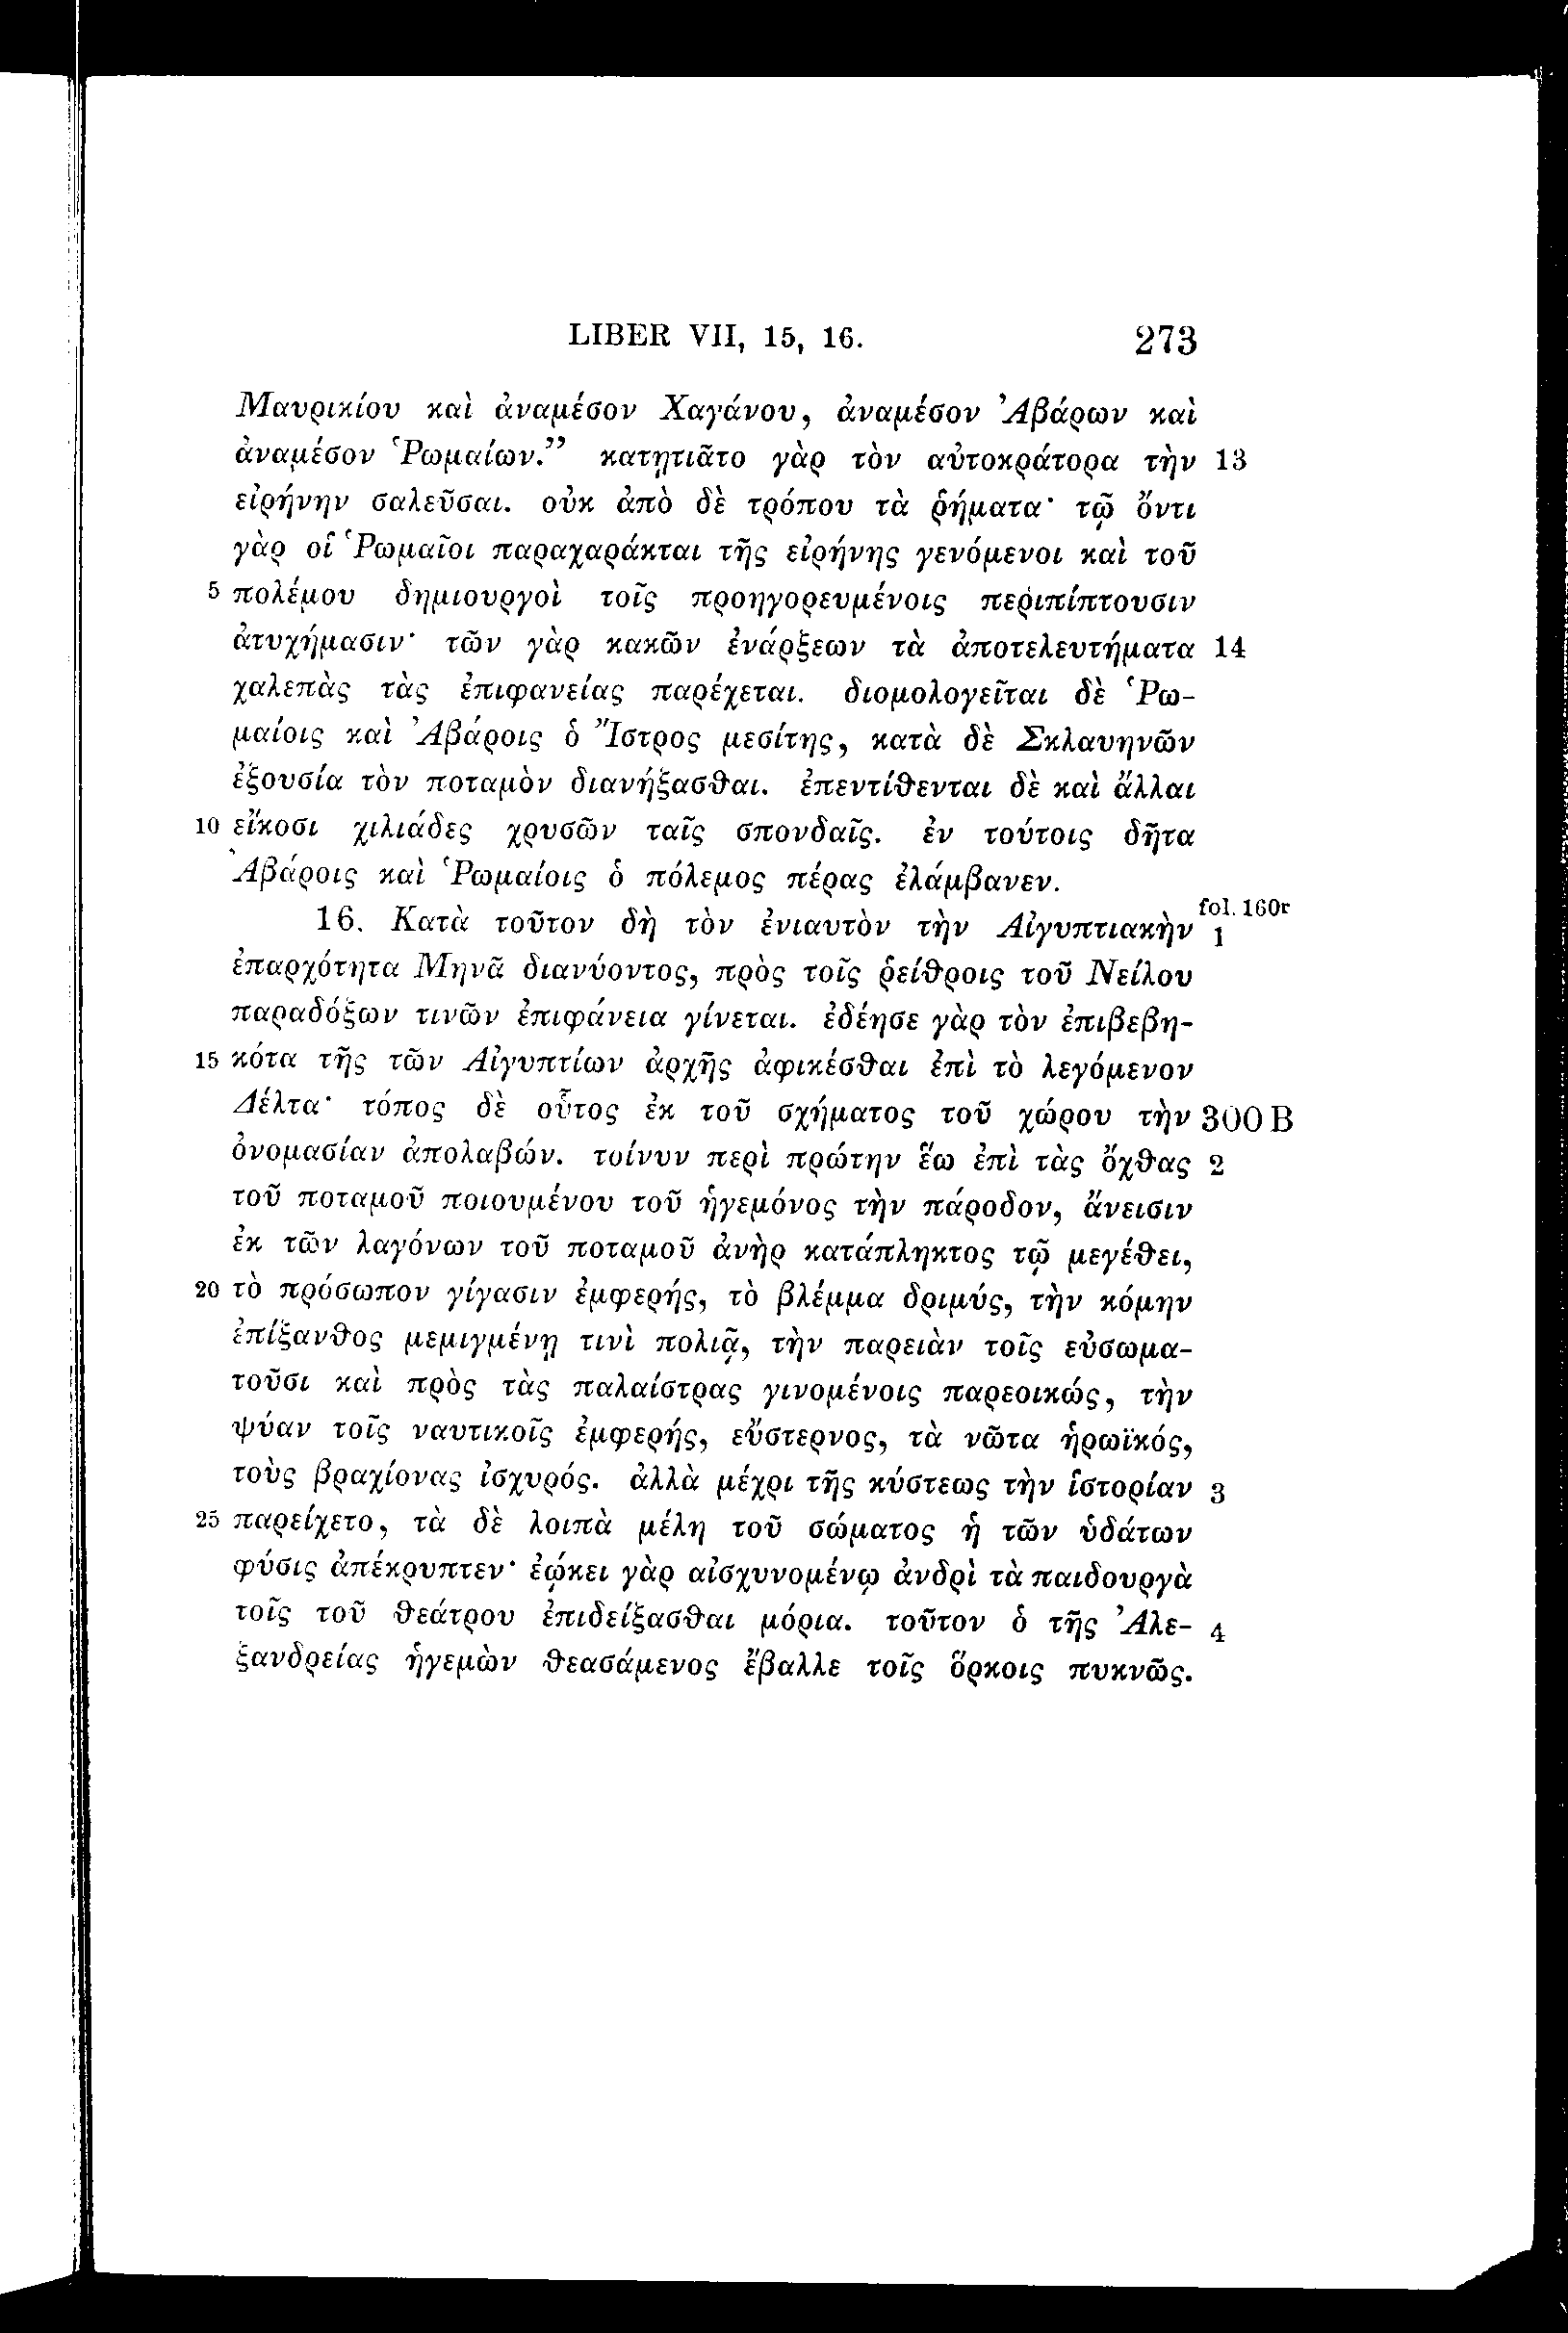 LIBER VII, 15, 16. 273
Μαυρικίου καὶ ἀναμέσον Χαγάνου, ἀναμέσον Ἀβάρων καὶ
ἀναμέσον Ῥωμαίων.” κατῃτιᾶτο γὰρ τὸν αὐτοκράτορα τὴν 13
εἰρήνην σαλεῦσαι. οὐκ ἀπὸ δὲ τρόπου τὰ ῥήματα· τῷ ὄντι
γὰρ οἱ Ῥωμαῖοι παραχαράκται τῆς εἰρήνης γενόμενοι καὶ τοῦ
5 πολέμου δημιουργοὶ τοῖς προηγορευμένοις περιπίπτουσιν
ἀτυχήμασιν· τῶν γὰρ κακῶν ἐνάρξεων τὰ ἀποτελευτήματα 14
χαλεπὰς τὰς ἐπιφανείας παρέχεται. διομολογεῖται δὲ Ῥω-
μαίοις καὶ Ἀβάροις ὁ Ἴστρος μεσίτης, κατὰ δὲ Σκλαυηνῶν
ἐξουσία τὸν ποταμὸν διανήξασθαι. ἐπεντίθενται δὲ καὶ ἄλλαι
10 εἴκοσι χιλιάδες χρυσῶν ταῖς σπονδαῖς. ἐν τούτοις δῆτα
Ἀβάροις καὶ Ῥωμαίοις ὁ πόλεμος πέρας ἐλάμβανεν.
16. Κατὰ τοῦτον δὴ τὸν ἐνιαυτὸν τὴν Αἰγυπτιακὴν fol. 160r 1
ἐπαρχότητα Μηνᾶ διανύοντος, πρὸς τοῖς ῥείθροις τοῦ Νείλου
παραδόξων τινῶν ἐπιφάνεια γίνεται. ἐδέησε γὰρ τὸν ἐπιβεβη-
15 κότα τῆς τῶν Αἰγυπτίων ἀρχῆς ἀφικέσθαι ἐπὶ τὸ λεγόμενον
Δέλτα· τόπος δὲ οὗτος ἐκ τοῦ σχήματος τοῦ χώρου τὴν 300 B
ὀνομασίαν ἀπολαβών. τοίνυν περὶ πρώτην ἕω ἐπὶ τὰς ὄχθας 2
τοῦ ποταμοῦ ποιουμένου τοῦ ἡγεμόνος τὴν πάροδον, ἄνεισιν
ἐκ τῶν λαγόνων τοῦ ποταμοῦ ἀνὴρ κατάπληκτος τῷ μεγέθει,
20 τὸ πρόσωπον γίγασιν ἐμφερής, τὸ βλέμμα δριμύς, τὴν κόμην
ἐπίξανθος μεμιγμένῃ τινὶ πολιᾷ, τὴν παρειὰν τοῖς εὐσωμα-
τοῦσι καὶ πρὸς τὰς παλαίστρας γινομένοις παρεοικώς, τὴν
ψύαν τοῖς ναυτικοῖς ἐμφερής, εὔστερνος, τὰ νῶτα ἡρωϊκός,
τοὺς βραχίονας ἰσχυρός. ἀλλὰ μέχρι τῆς κύστεως τὴν ἱστορίαν 3
25 παρείχετο, τὰ δὲ λοιπὰ μέλη τοῦ σώματος ἡ τῶν ὑδάτων
φύσις ἀπέκρυπτεν· ἐῴκει γὰρ αἰσχυνομένῳ ἀνδρὶ τὰ παιδουργὰ
τοῖς τοῦ θεάτρου ἐπιδείξασθαι μόρια. τοῦτον ὁ τῆς Ἀλε- 4
ξανδρείας ἡγεμὼν θεασάμενος ἔβαλλε τοῖς ὅρκοις πυκνῶς.